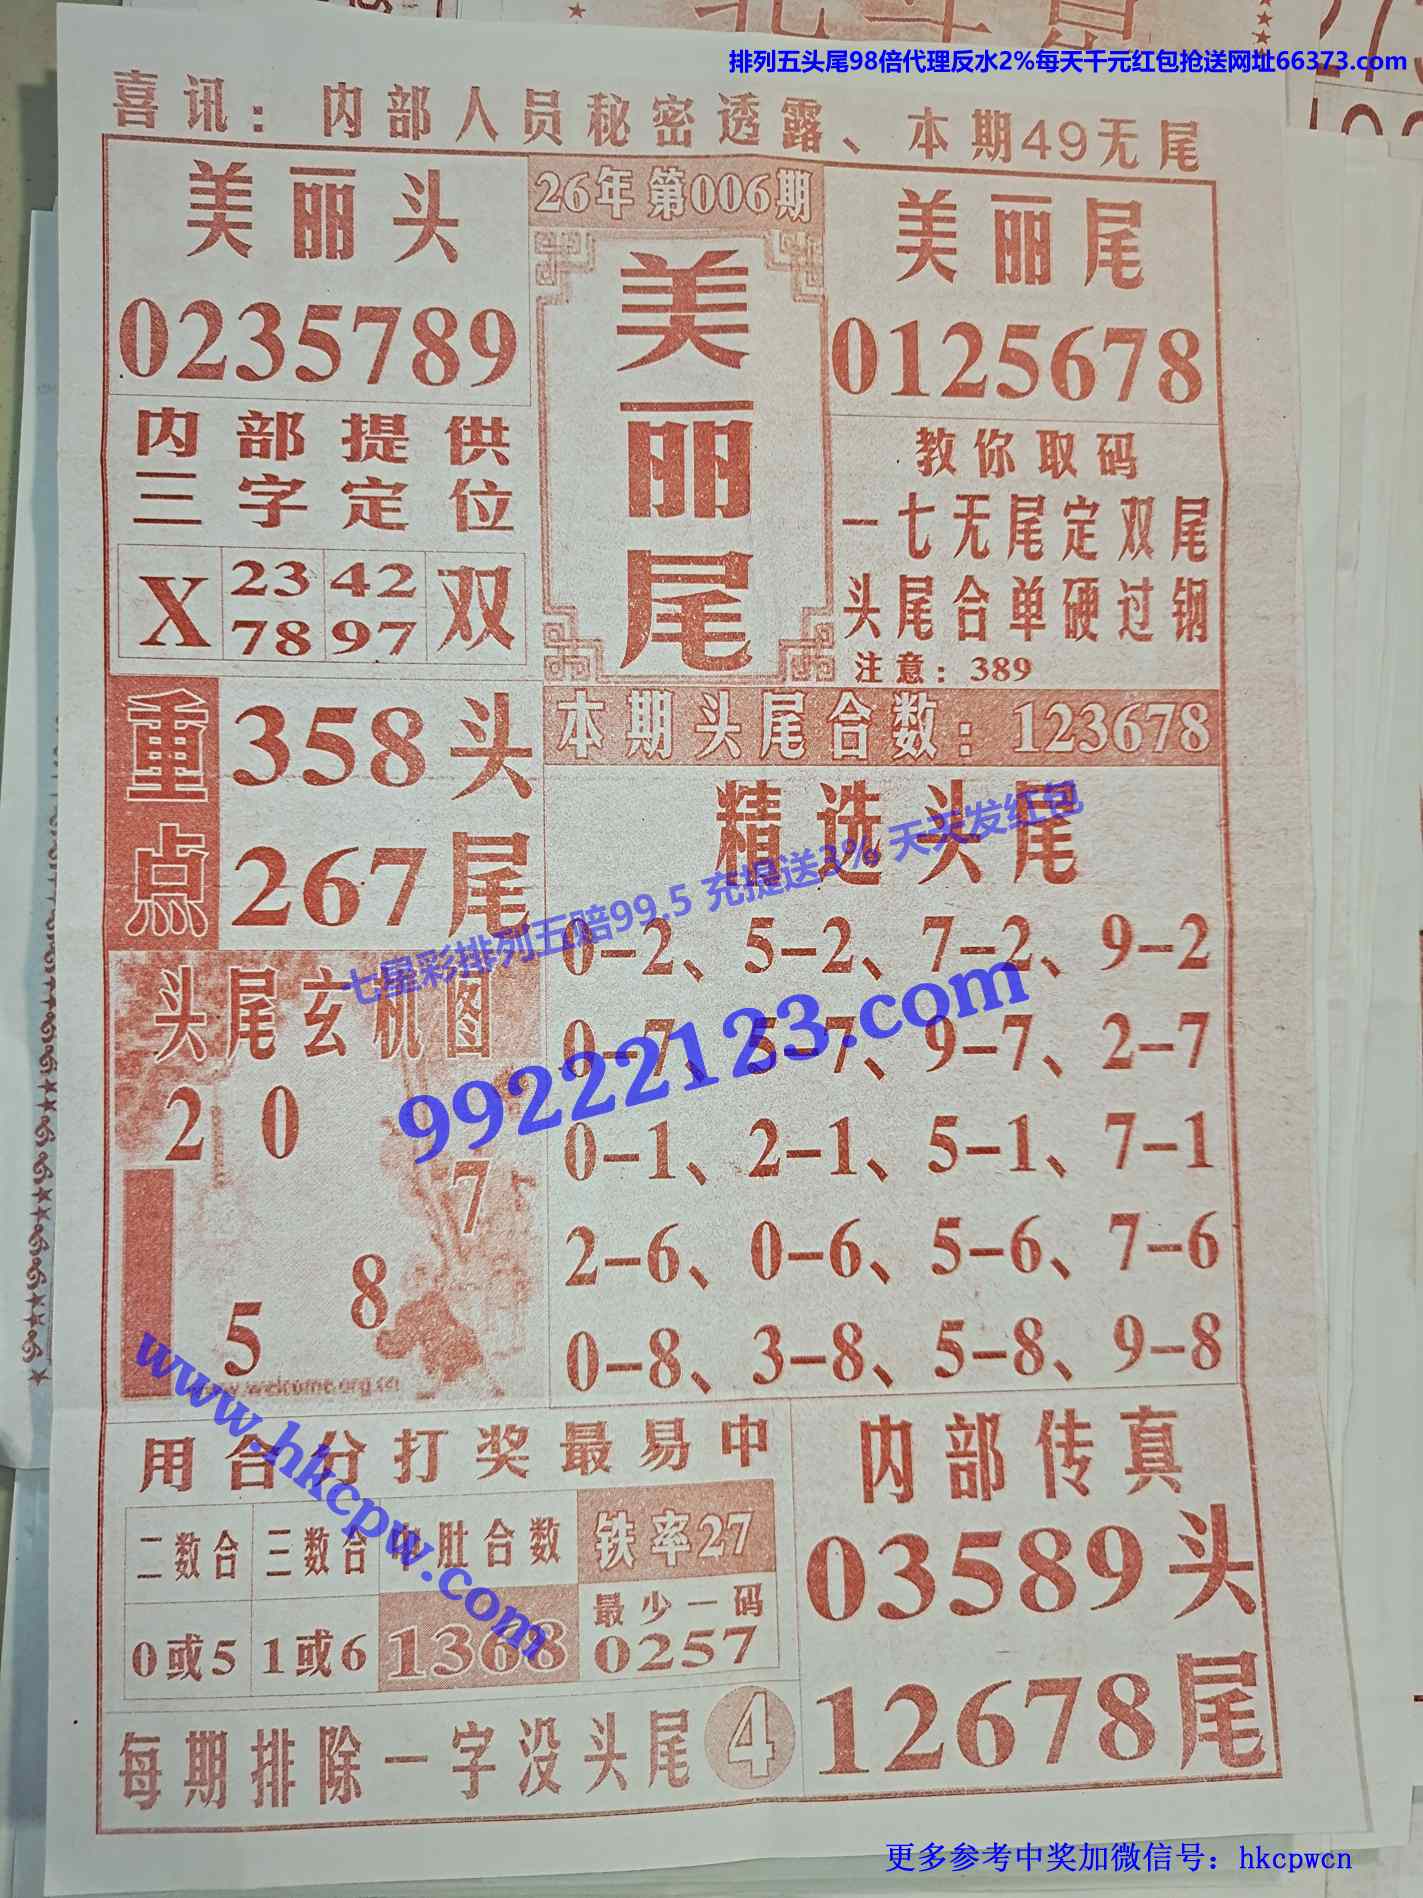 排列五头尾98倍代理反水2%每天千元红包抢送网址66373.com
喜讯：内部人员秘密透露、本期49无尾
美丽头
0235789
26年第006期
美丽尾
美丽尾
0125678
内部提供
三字定位
X 23 42 双
78 97
教你取码
一七无尾定双尾
头尾合单硬过钢
注意：389
重点
358头
267尾
本期头尾合数：123678
精选头尾
0-2、5-2、7-2、9-2
0-7、5-7、9-7、2-7
0-1、2-1、5-1、7-1
2-6、0-6、5-6、7-6
0-8、3-8、5-8、9-8
七星彩排列五赔99.5 充提送3% 天天发红包
99222123.com
头尾玄机图
2 0
7
8
5
www.welcome.org.cn
www.hkcpw.com
用合分打奖最易中
二数合 三数合 中肚合数 铁率27
0或5 1或6 1368 最少一码
0257
每期排除一字没头尾 4
内部传真
03589头
12678尾
更多参考中奖加微信号：hkcpwcn